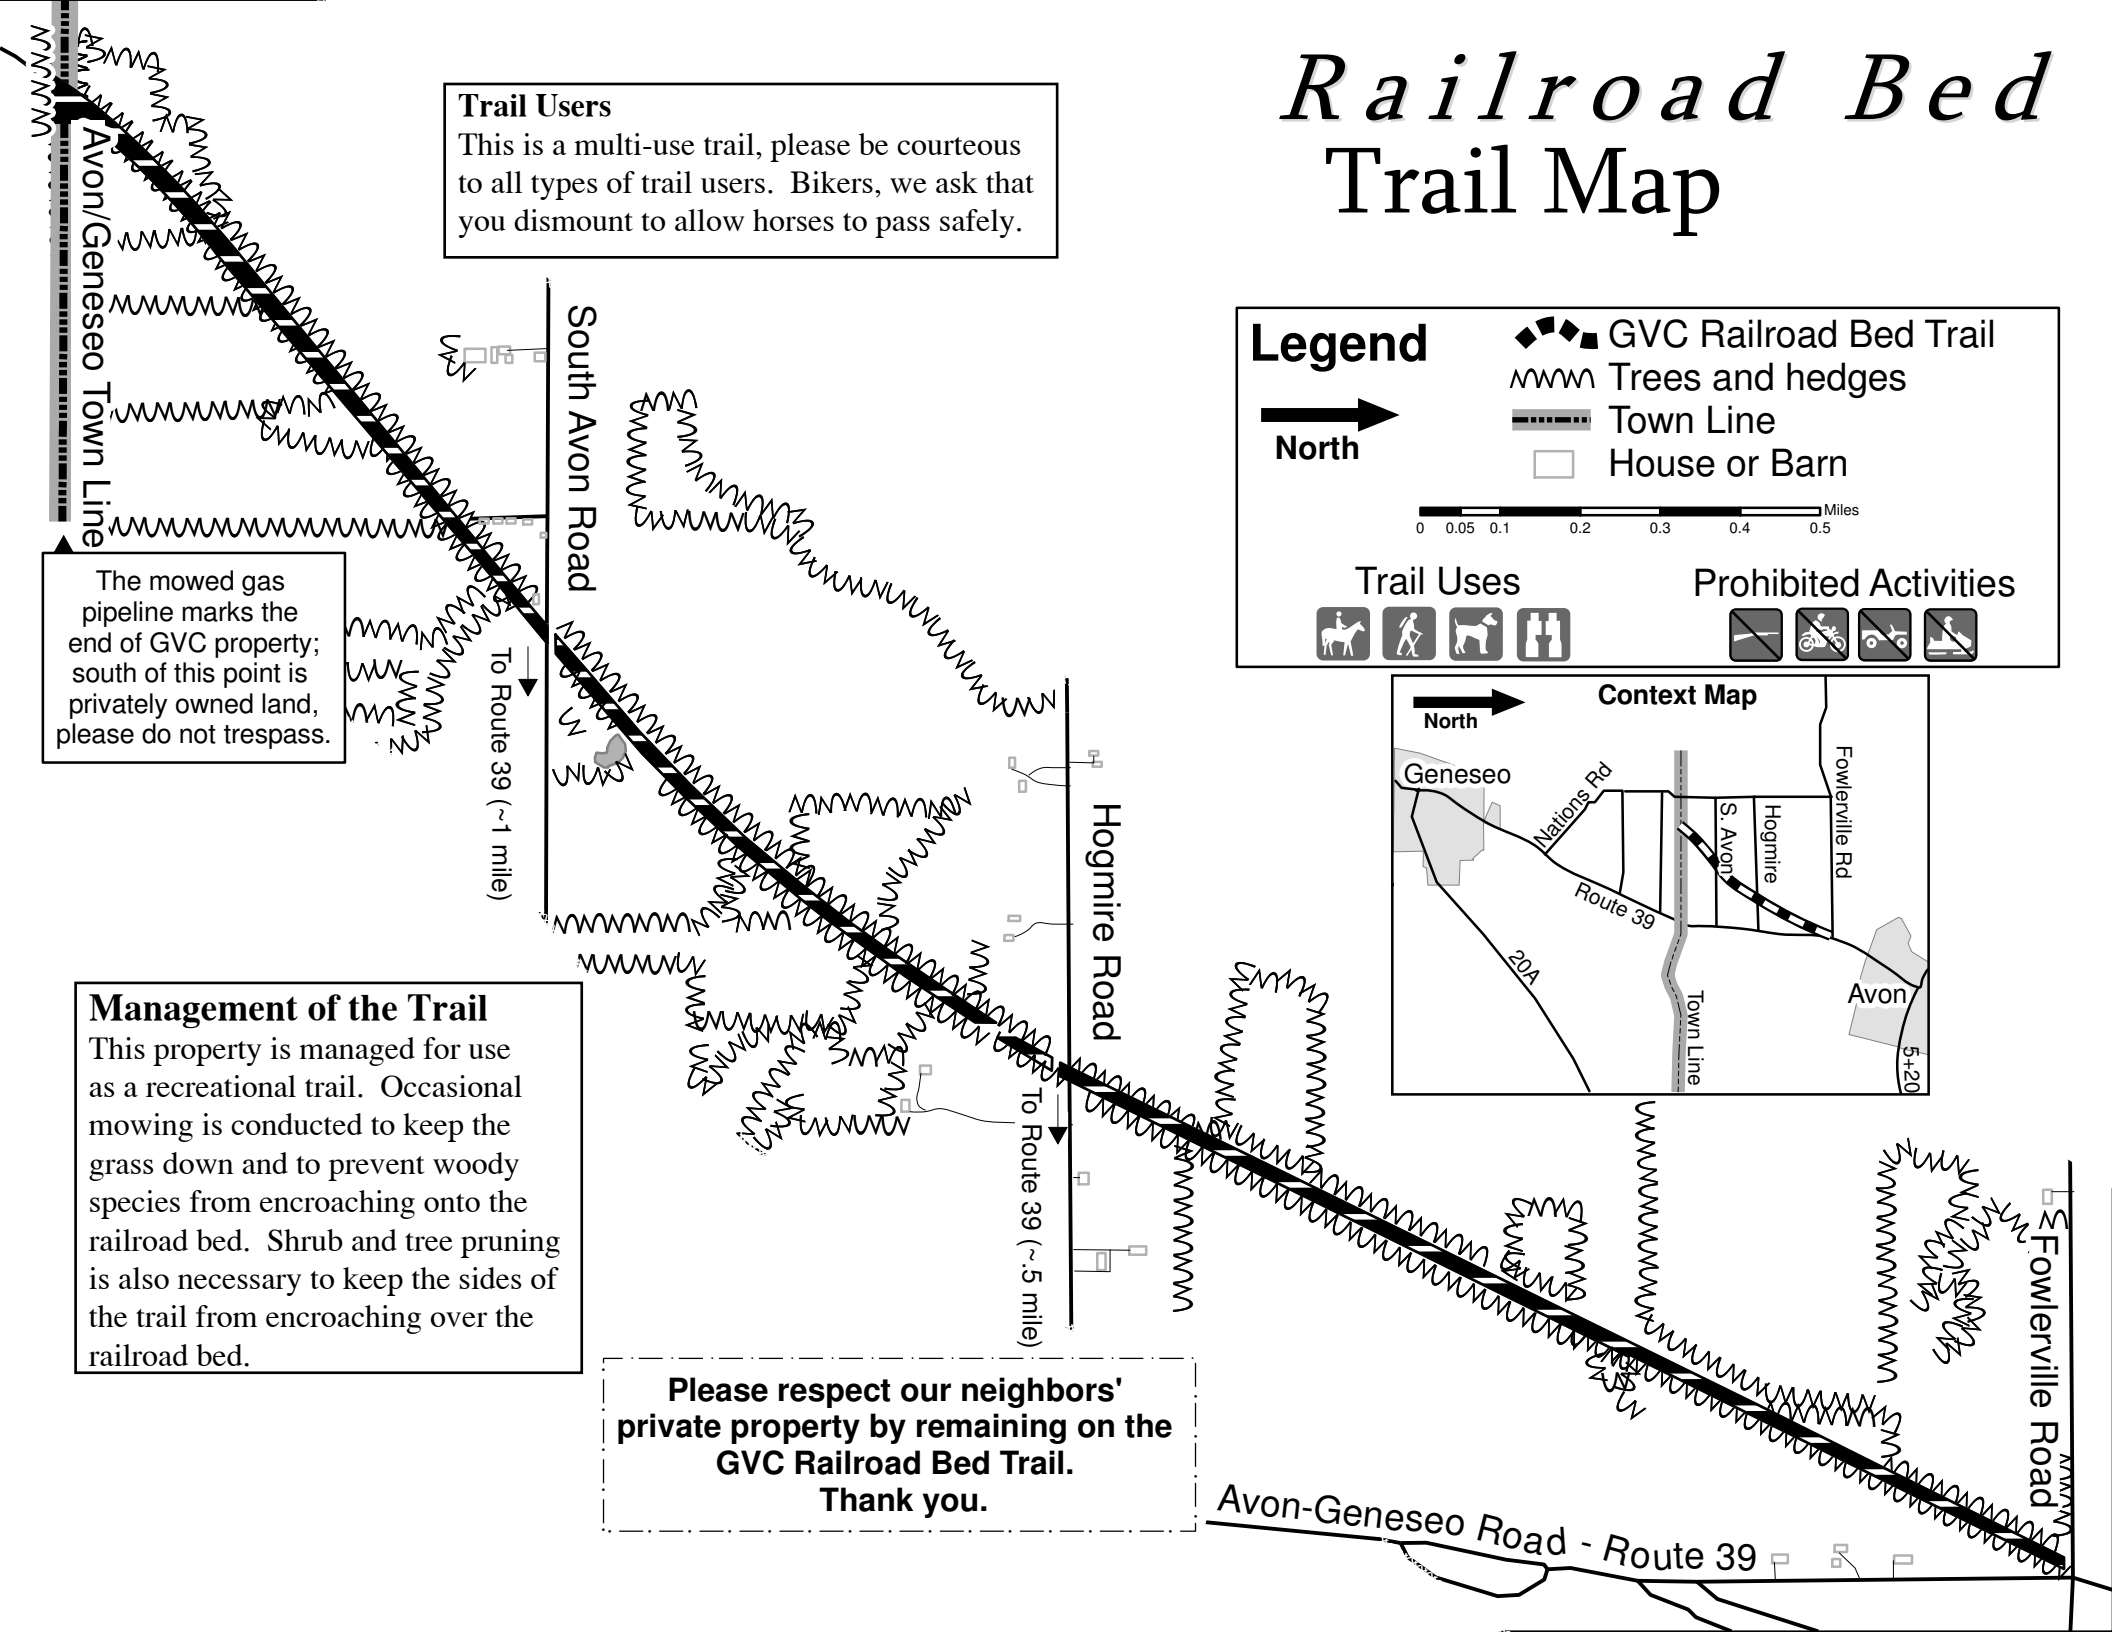 Railroad Bed
Trail Map
Trail Users
This is a multi-use trail, please be courteous
to all types of trail users.  Bikers, we ask that
you dismount to allow horses to pass safely.
Avon/Geneseo Town Line
South Avon Road
Legend
North
GVC Railroad Bed Trail
Trees and hedges
Town Line
House or Barn
Miles
0 0.05 0.1 0.2 0.3 0.4 0.5
Trail Uses
Prohibited Activities
The mowed gas
pipeline marks the
end of GVC property;
south of this point is
privately owned land,
please do not trespass.
To Route 39 (~1 mile)
Hogmire Road
Context Map
North
Geneseo
Nations Rd
S. Avon
Hogmire
Fowlerville Rd
Route 39
20A
Avon
Town Line
5+20
Management of the Trail
This property is managed for use
as a recreational trail.  Occasional
mowing is conducted to keep the
grass down and to prevent woody
species from encroaching onto the
railroad bed.  Shrub and tree pruning
is also necessary to keep the sides of
the trail from encroaching over the
railroad bed.
To Route 39 (~.5 mile)
Fowlerville Road
Please respect our neighbors'
private property by remaining on the
GVC Railroad Bed Trail.
Thank you.
Avon-Geneseo Road - Route 39